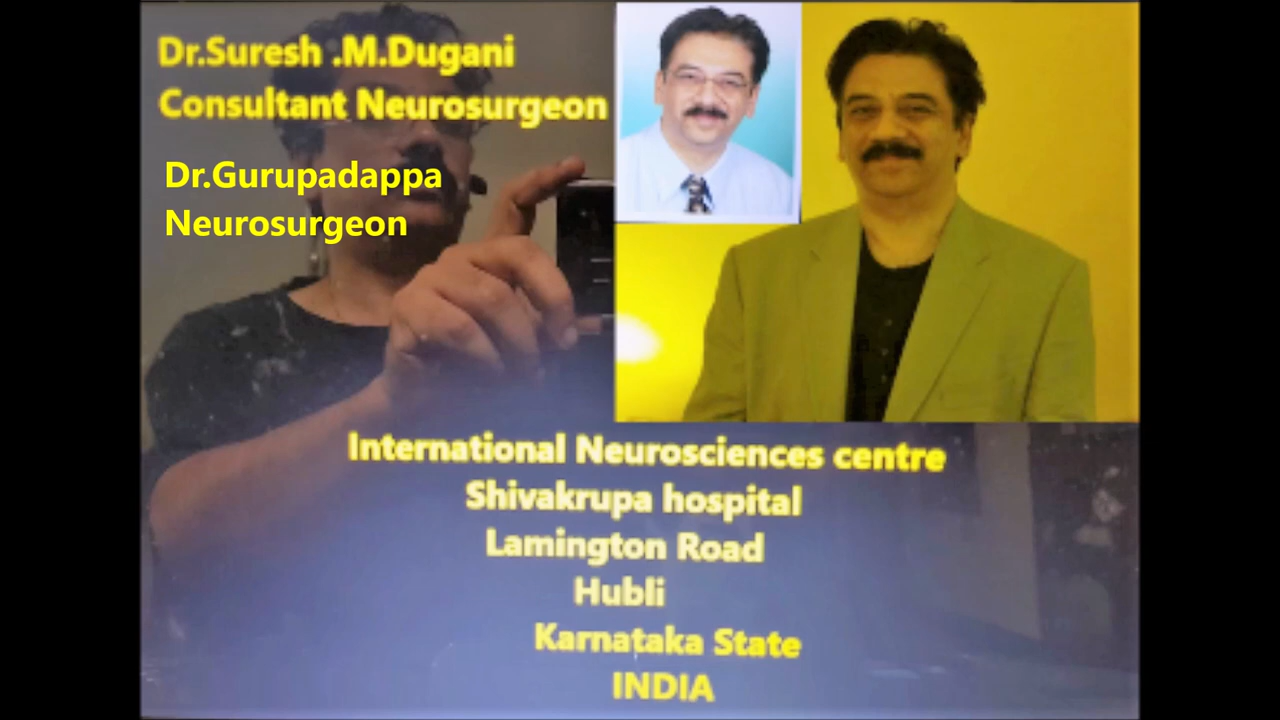 Dr.Suresh .M.Dugani
Consultant Neurosurgeon
Dr.Gurupadappa
Neurosurgeon
International Neurosciences centre
Shivakrupa hospital
Lamington Road
Hubli
Karnataka State
INDIA